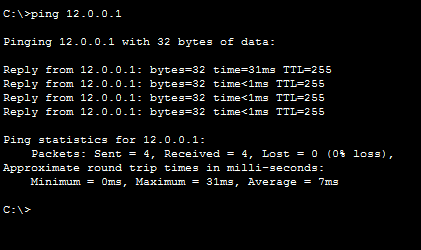 C:\>ping 12.0.0.1
Pinging 12.0.0.1 with 32 bytes of data:
Reply from 12.0.0.1: bytes=32 time=31ms TTL=255
Reply from 12.0.0.1: bytes=32 time<1ms TTL=255
Reply from 12.0.0.1: bytes=32 time<1ms TTL=255
Reply from 12.0.0.1: bytes=32 time<1ms TTL=255
Ping statistics for 12.0.0.1:
    Packets: Sent = 4, Received = 4, Lost = 0 (0% loss),
Approximate round trip times in milli-seconds:
    Minimum = 0ms, Maximum = 31ms, Average = 7ms
C:\>